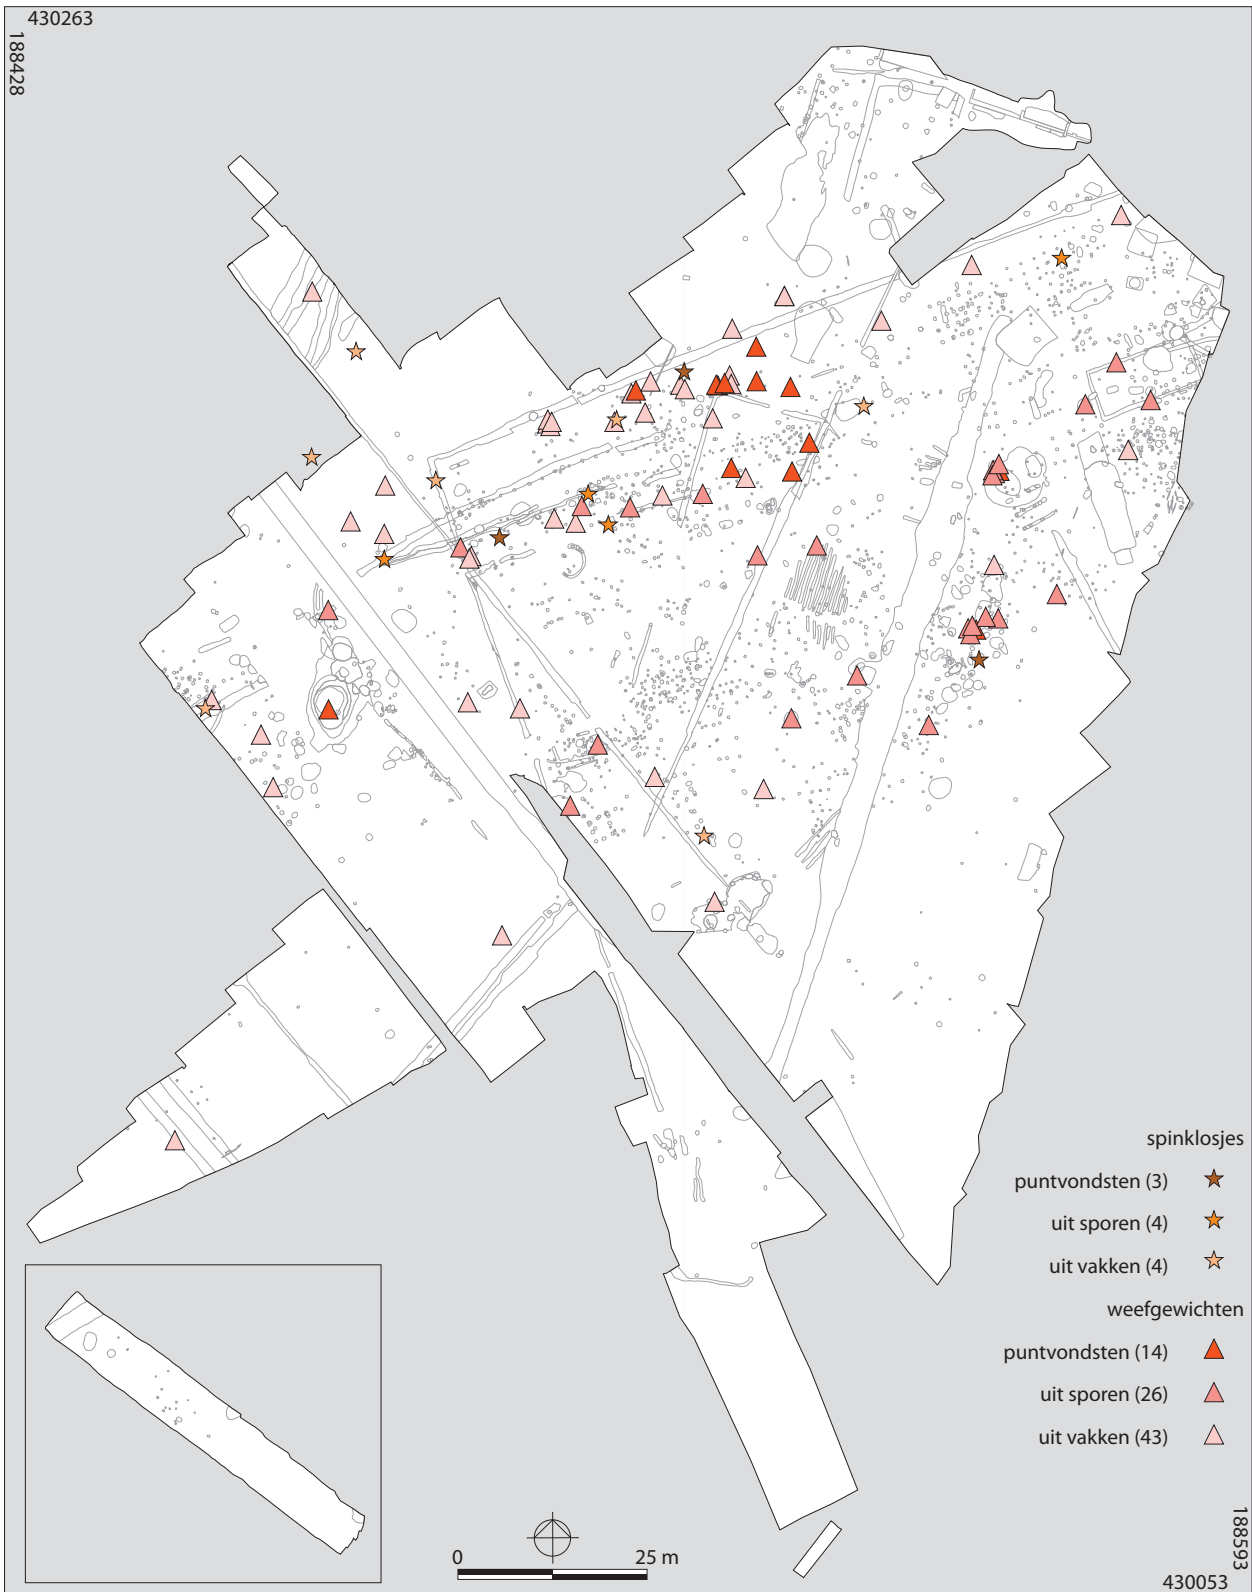 430263
188428
spinklosjes
puntvondsten (3)
uit sporen (4)
uit vakken (4)
weefgewichten
puntvondsten (14)
uit sporen (26)
uit vakken (43)
0 25 m
188593
430053